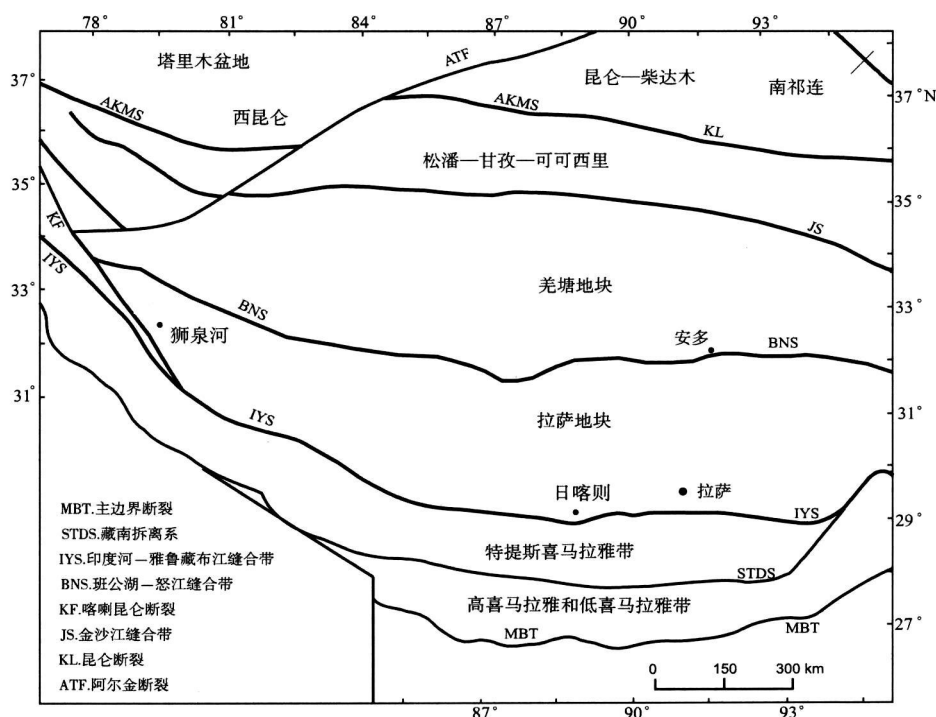 78° 81° 84° 87° 90° 93°
塔里木盆地
ATF
昆仑—柴达木
南祁连
37°
37°N
AKMS
西昆仑
AKMS
KL
松潘—甘孜—可可西里
35°
35°
KF
JS
IYS
羌塘地块
33°
33°
BNS
狮泉河
安多
BNS
31°
31°
IYS
拉萨地块
日喀则
拉萨
IYS
29°
特提斯喜马拉雅带
STDS
高喜马拉雅和低喜马拉雅带
MBT
MBT
27°
MBT.主边界断裂
STDS.藏南拆离系
IYS.印度河—雅鲁藏布江缝合带
BNS.班公湖—怒江缝合带
KF.喀喇昆仑断裂
JS.金沙江缝合带
KL.昆仑断裂
ATF.阿尔金断裂
0 150 300 km
87° 90° 93°